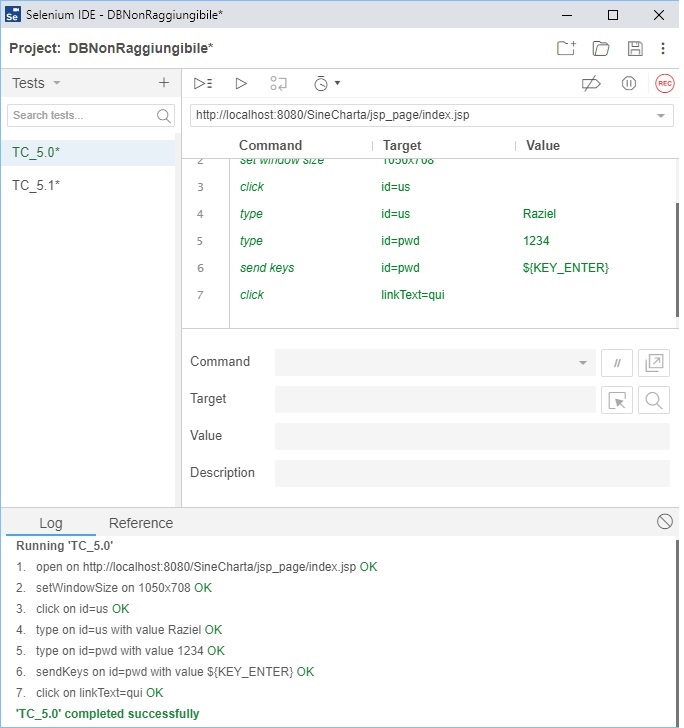 Selenium IDE - DBNonRaggiungibile*
Project: DBNonRaggiungibile*
Tests
Search tests...
TC_5.0*
TC_5.1*
REC
http://localhost:8080/SineCharta/jsp_page/index.jsp
Command Target Value
2 set window size 1050x708
3 click id=us
4 type id=us Raziel
5 type id=pwd 1234
6 send keys id=pwd ${KEY_ENTER}
7 click linkText=qui
Command //
Target
Value
Description
Log Reference
Running 'TC_5.0'
1. open on http://localhost:8080/SineCharta/jsp_page/index.jsp OK
2. setWindowSize on 1050x708 OK
3. click on id=us OK
4. type on id=us with value Raziel OK
5. type on id=pwd with value 1234 OK
6. sendKeys on id=pwd with value ${KEY_ENTER} OK
7. click on linkText=qui OK
'TC_5.0' completed successfully